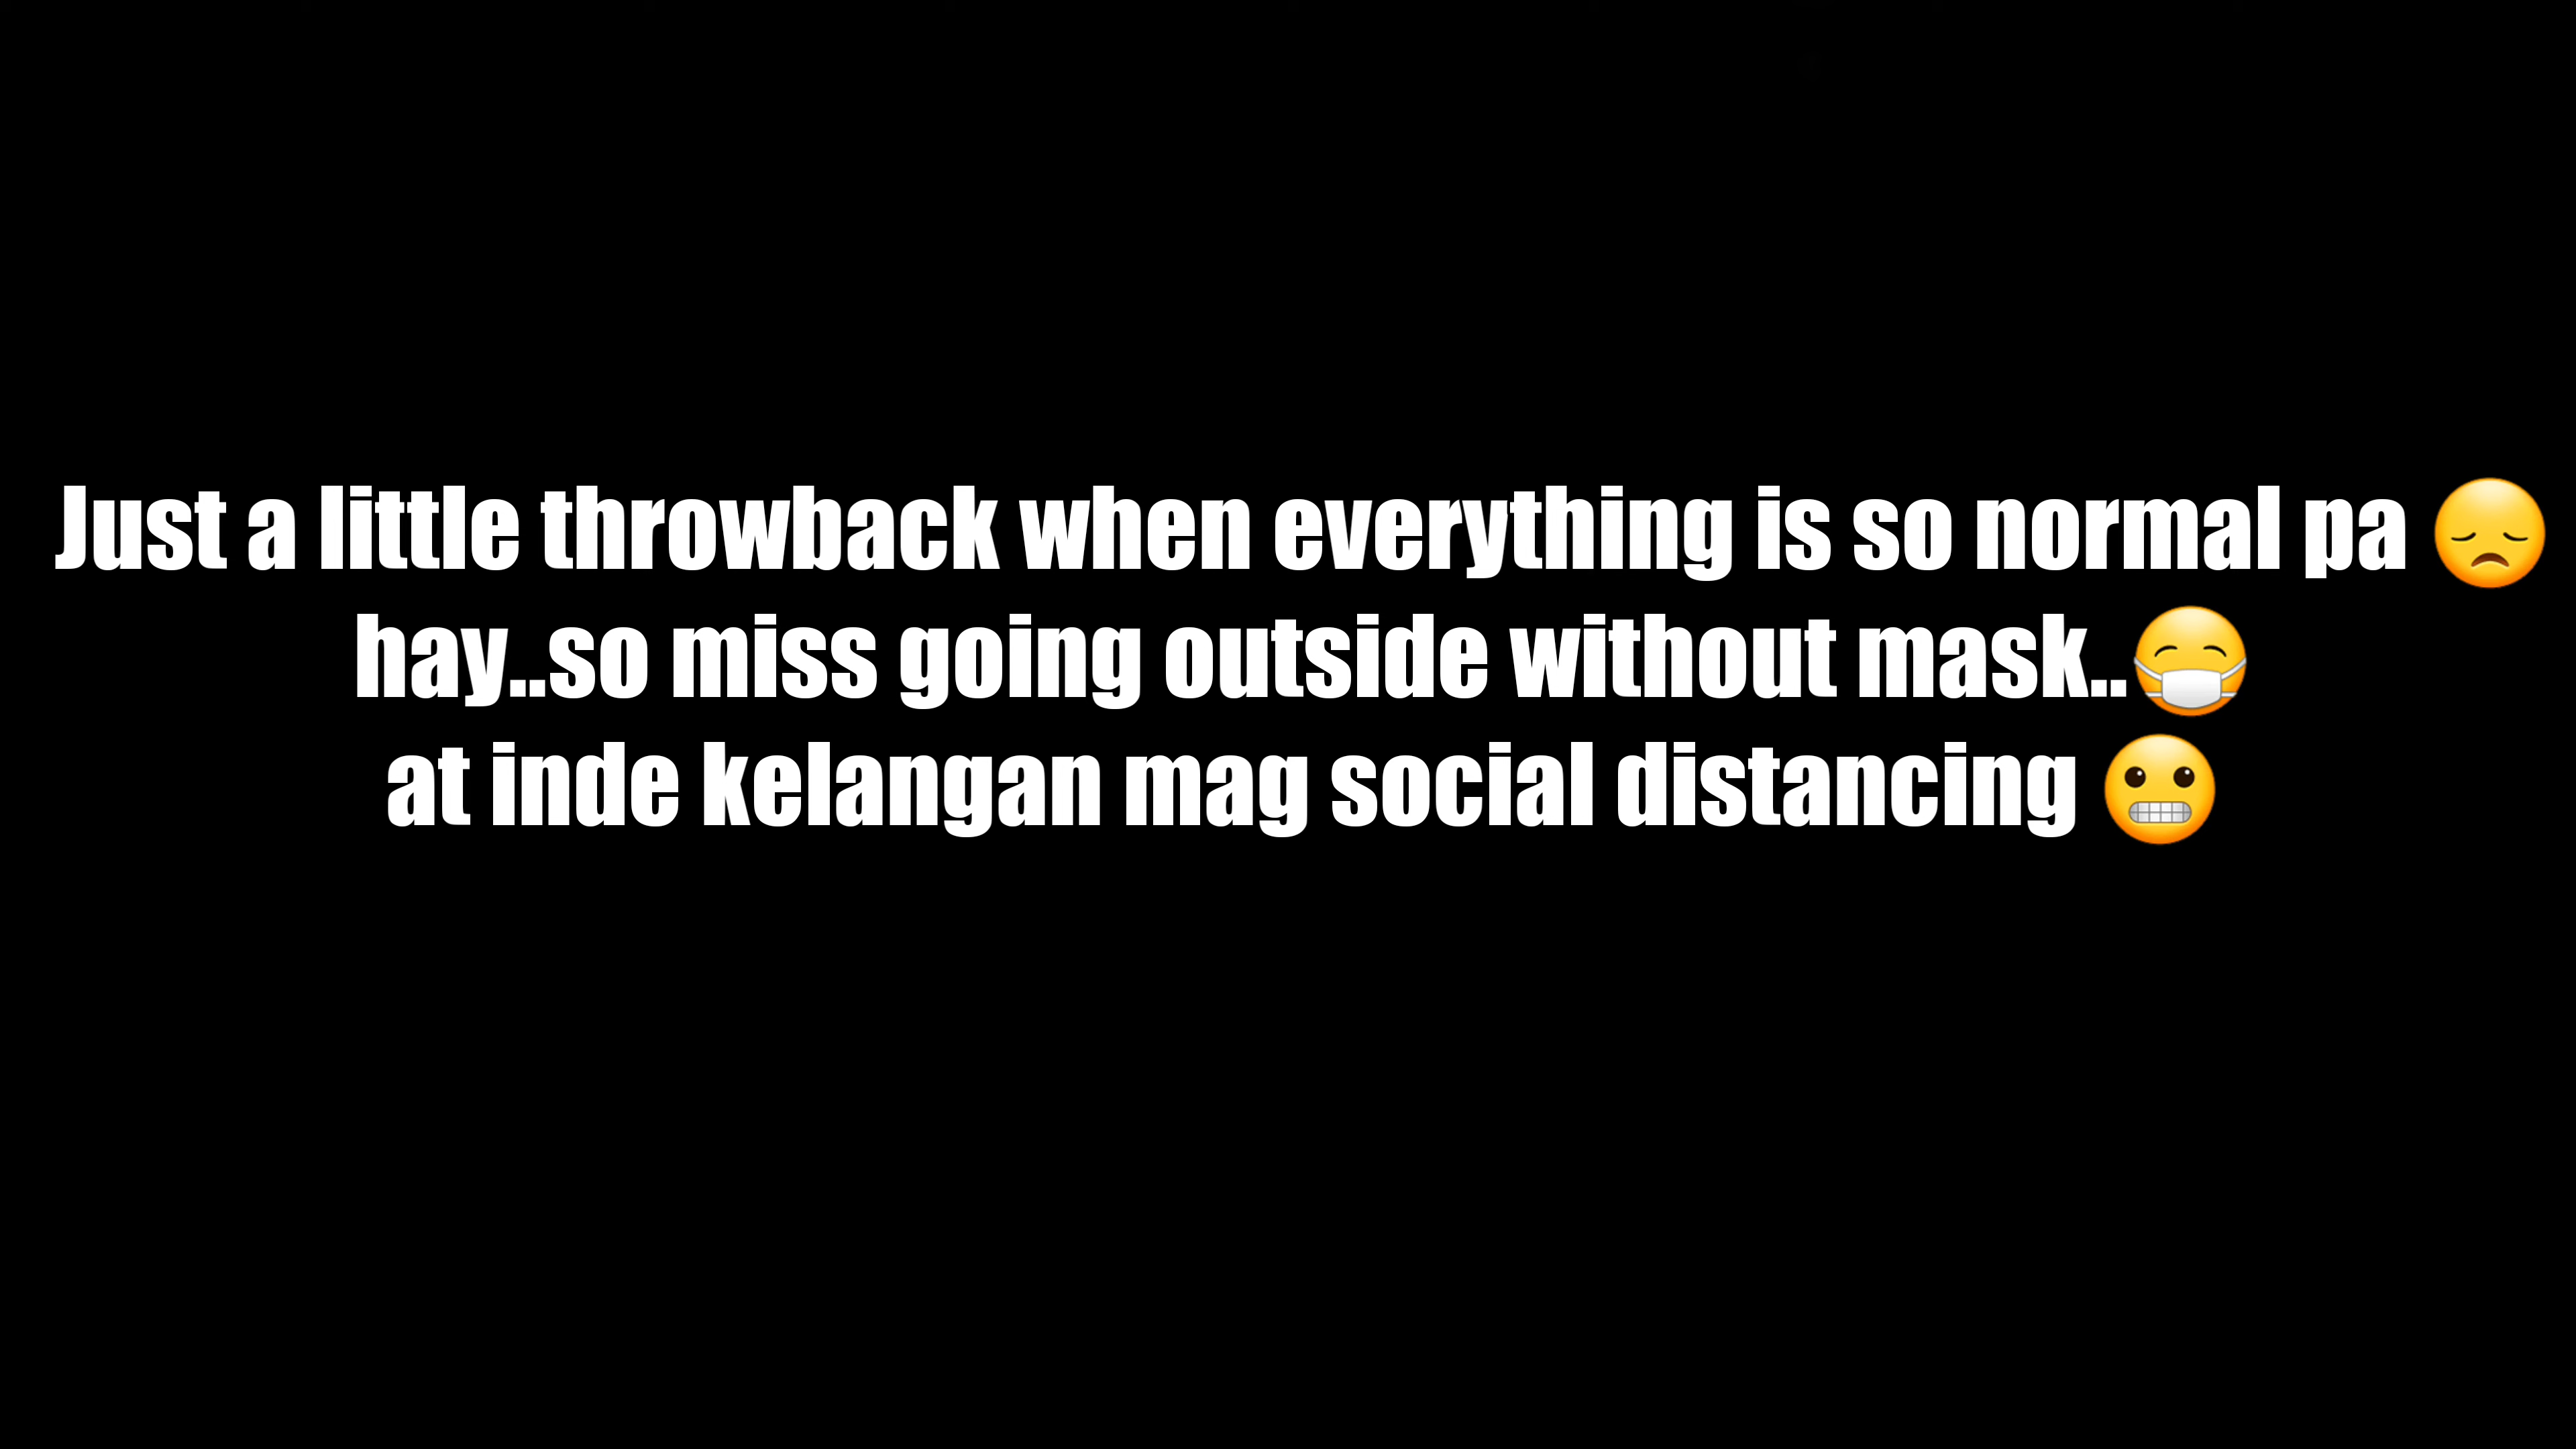 Just a little throwback when everything is so normal pa 😞
hay..so miss going outside without mask..😷
at inde kelangan mag social distancing 😬